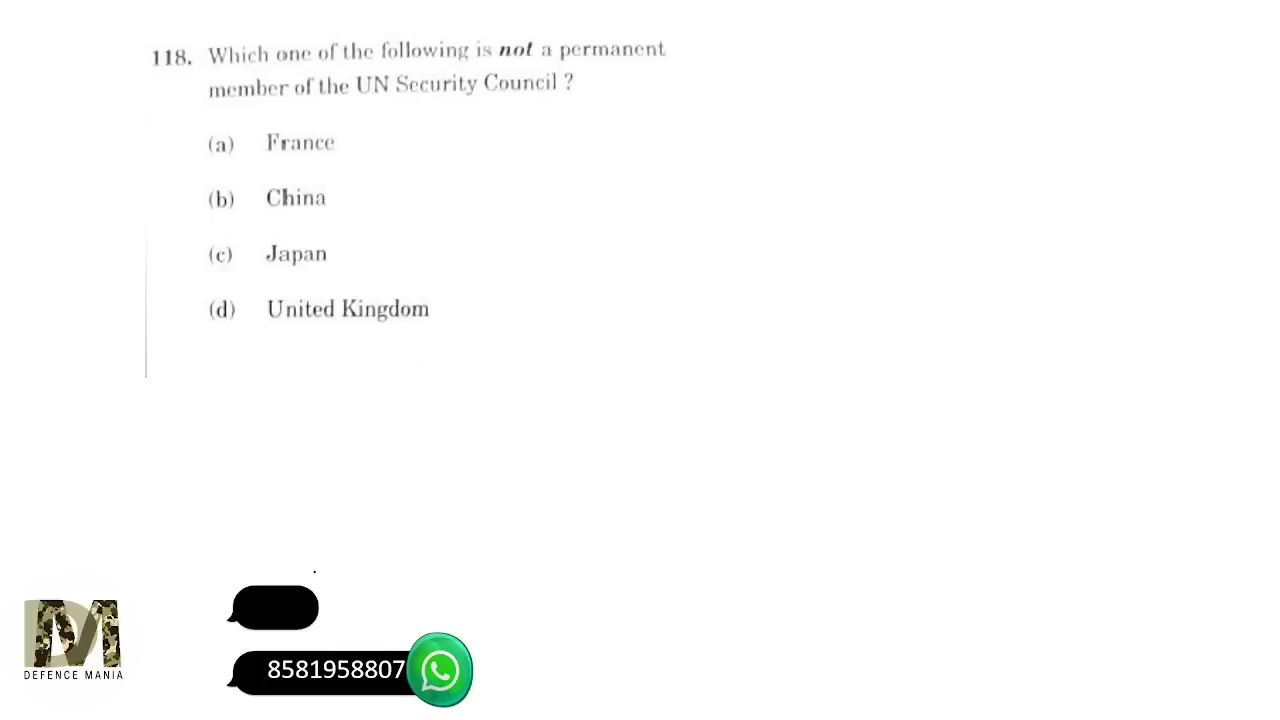 118. Which one of the following is not a permanent
member of the UN Security Council ?
(a) France
(b) China
(c) Japan
(d) United Kingdom
DM
DEFENCE MANIA
8581958807